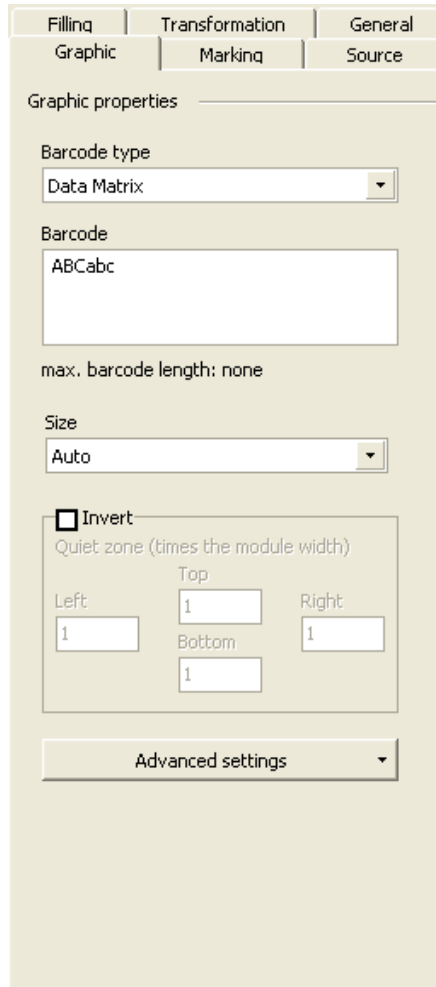 Filling Transformation General
Graphic Marking Source
Graphic properties
Barcode type
Data Matrix
Barcode
ABCabc
max. barcode length: none
Size
Auto
Invert
Quiet zone (times the module width)
Top
Left 1 Right
1 Bottom 1
1
Advanced settings